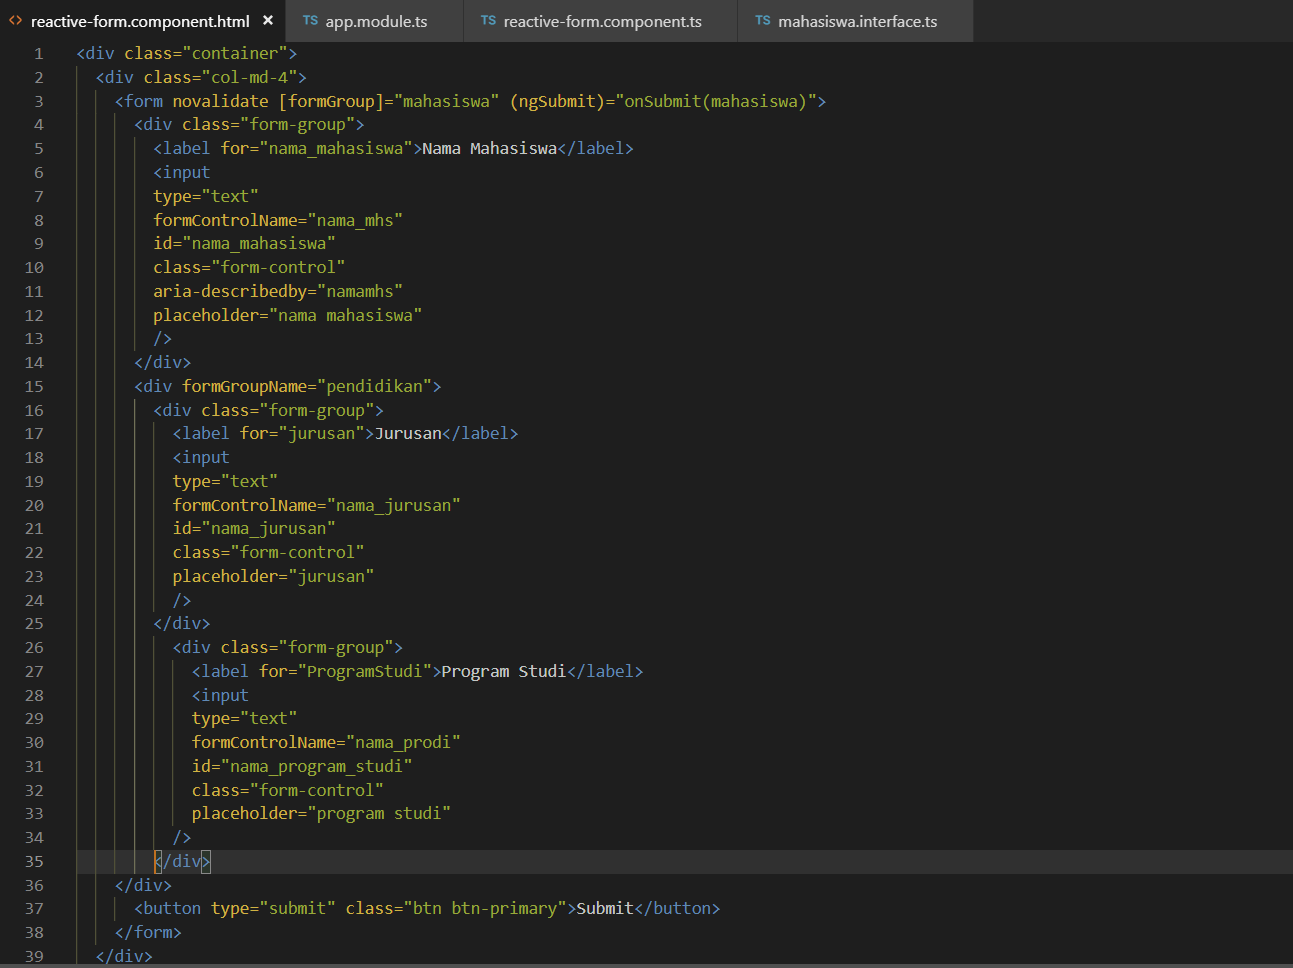 <> reactive-form.component.html × TS app.module.ts TS reactive-form.component.ts TS mahasiswa.interface.ts
1 <div class="container">
2 <div class="col-md-4">
3 <form novalidate [formGroup]="mahasiswa" (ngSubmit)="onSubmit(mahasiswa)">
4 <div class="form-group">
5 <label for="nama_mahasiswa">Nama Mahasiswa</label>
6 <input
7 type="text"
8 formControlName="nama_mhs"
9 id="nama_mahasiswa"
10 class="form-control"
11 aria-describedby="namamhs"
12 placeholder="nama mahasiswa"
13 />
14 </div>
15 <div formGroupName="pendidikan">
16 <div class="form-group">
17 <label for="jurusan">Jurusan</label>
18 <input
19 type="text"
20 formControlName="nama_jurusan"
21 id="nama_jurusan"
22 class="form-control"
23 placeholder="jurusan"
24 />
25 </div>
26 <div class="form-group">
27 <label for="ProgramStudi">Program Studi</label>
28 <input
29 type="text"
30 formControlName="nama_prodi"
31 id="nama_program_studi"
32 class="form-control"
33 placeholder="program studi"
34 />
35 </div>
36 </div>
37 <button type="submit" class="btn btn-primary">Submit</button>
38 </form>
39 </div>